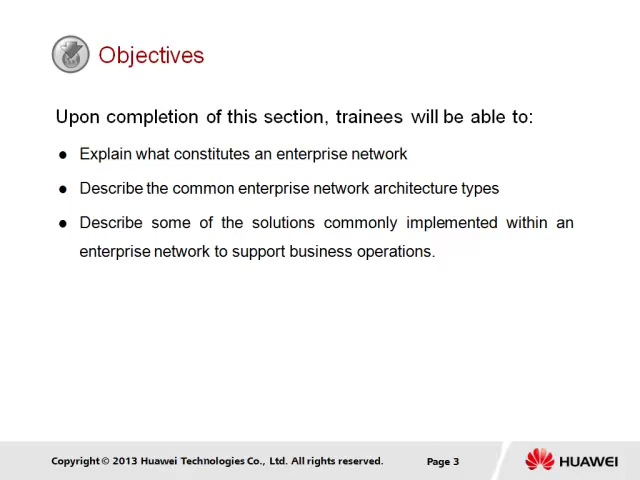 Objectives
Upon completion of this section, trainees will be able to:
● Explain what constitutes an enterprise network
● Describe the common enterprise network architecture types
● Describe some of the solutions commonly implemented within an
enterprise network to support business operations.
Copyright © 2013 Huawei Technologies Co., Ltd. All rights reserved.
Page 3
HUAWEI